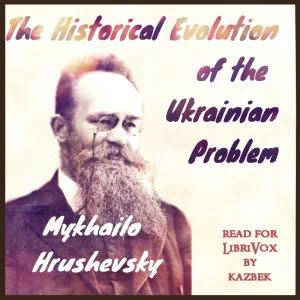 The Historical Evolution
of the
Ukrainian
Problem
Mykhailo
Hrushevsky
READ FOR
LIBRIVOX
BY
KAZBEK